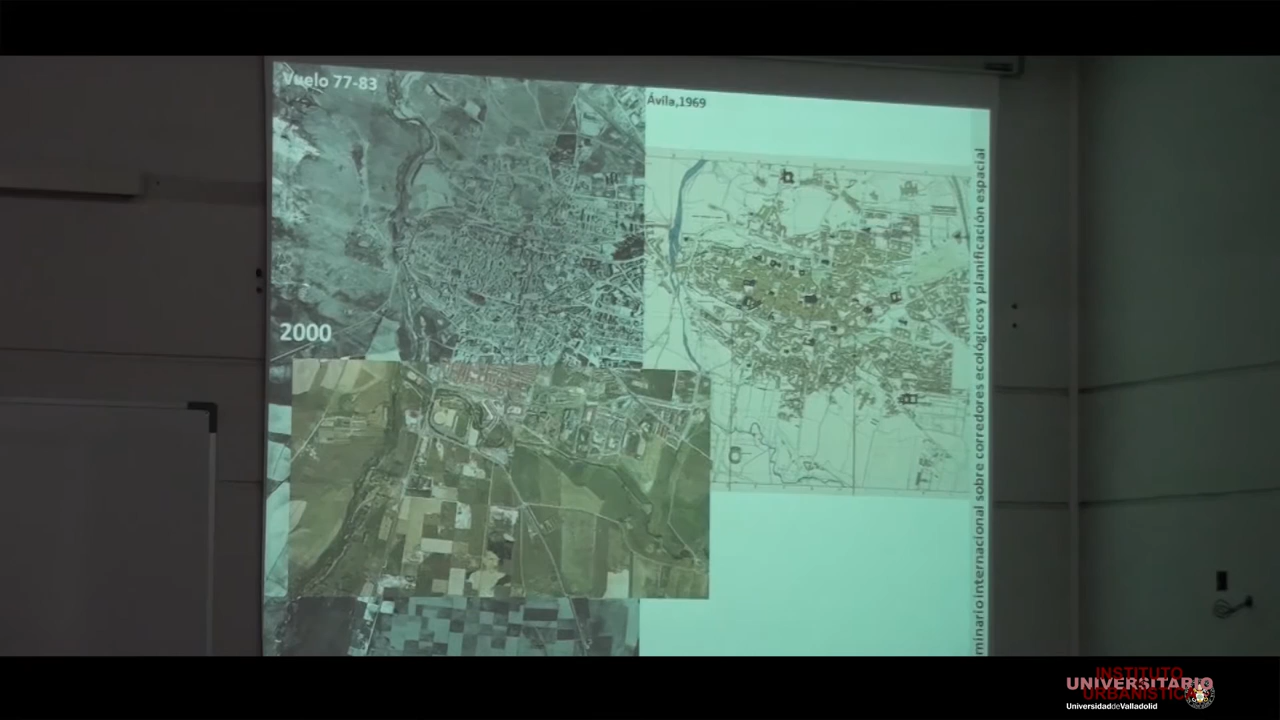 Vuelo 77-83
Ávila,1969
2000
minario internacional sobre corredores ecológicos y planificación espacial
INSTITUTO
UNIVERSITARIO
URBANÍSTICA
UniversidaddeValladolid